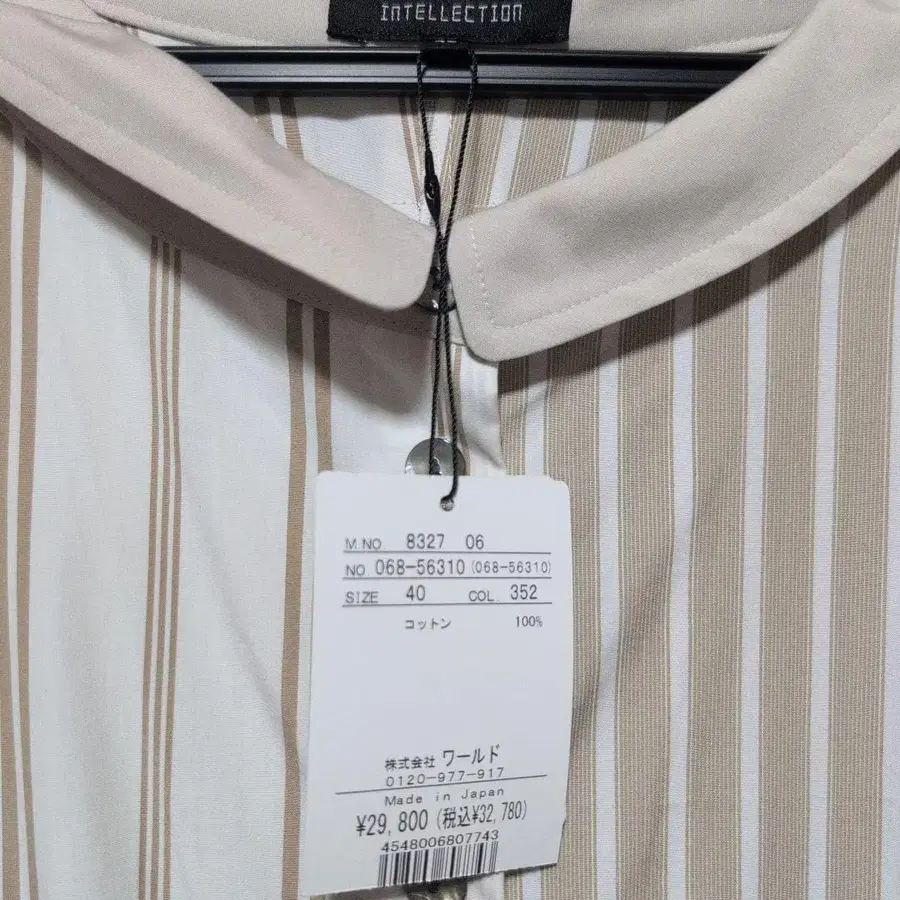 INTELLECTION
M.NO 8327 06
NO 068-56310 (068-56310)
SIZE 40 COL. 352
コットン 100%
株式会社 ワールド
0120-977-917
Made in Japan
¥29,800 (税込¥32,780)
4548006807743